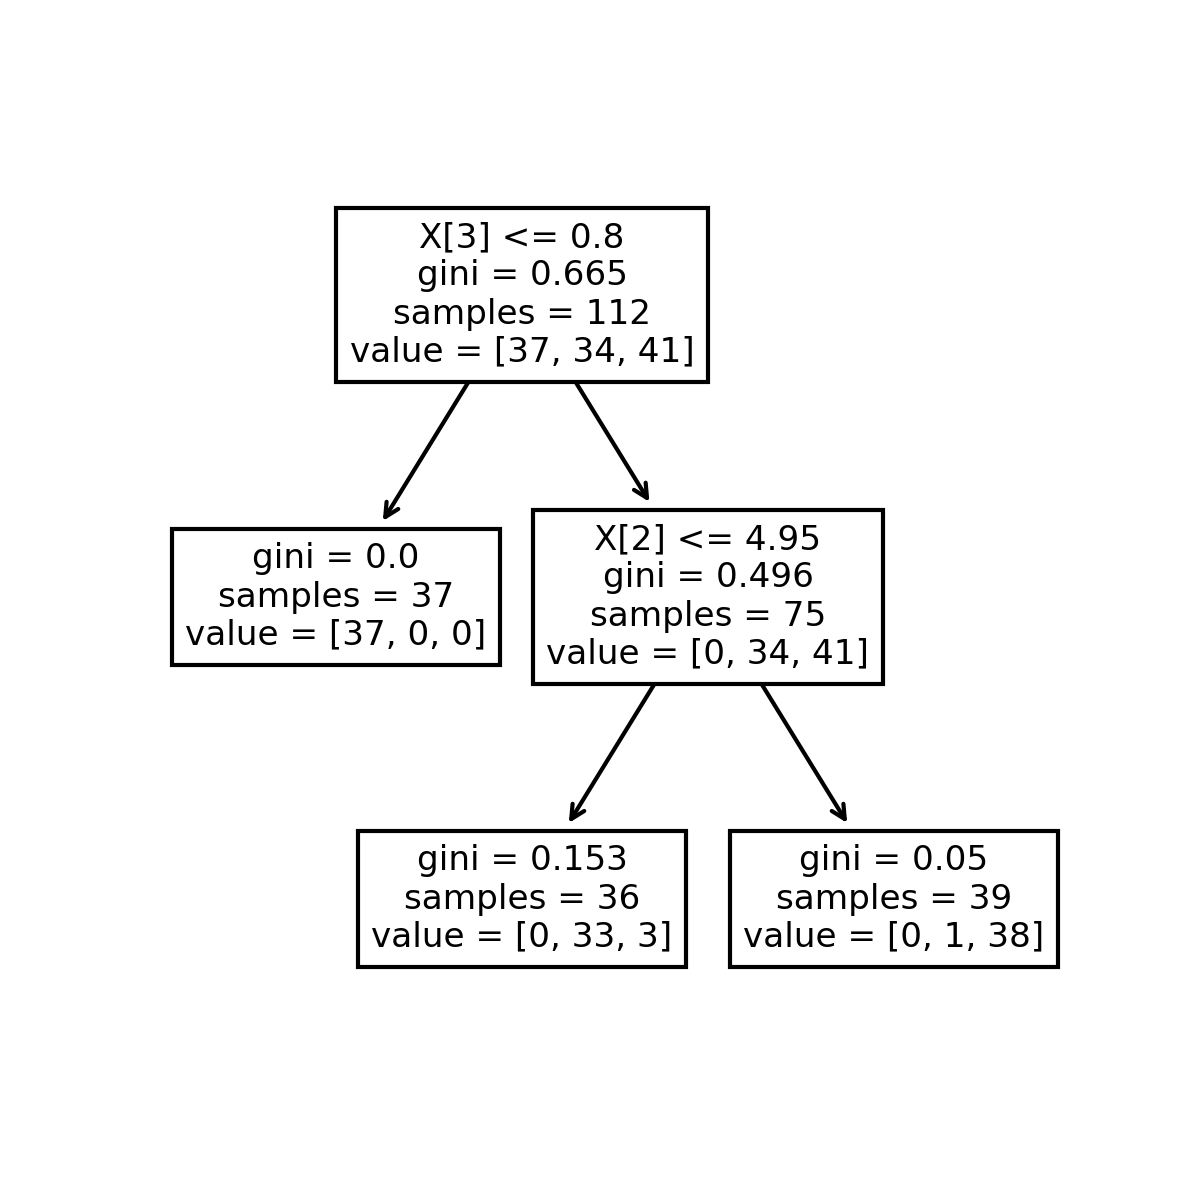 X[3] <= 0.8
gini = 0.665
samples = 112
value = [37, 34, 41]
gini = 0.0
samples = 37
value = [37, 0, 0]
X[2] <= 4.95
gini = 0.496
samples = 75
value = [0, 34, 41]
gini = 0.153
samples = 36
value = [0, 33, 3]
gini = 0.05
samples = 39
value = [0, 1, 38]